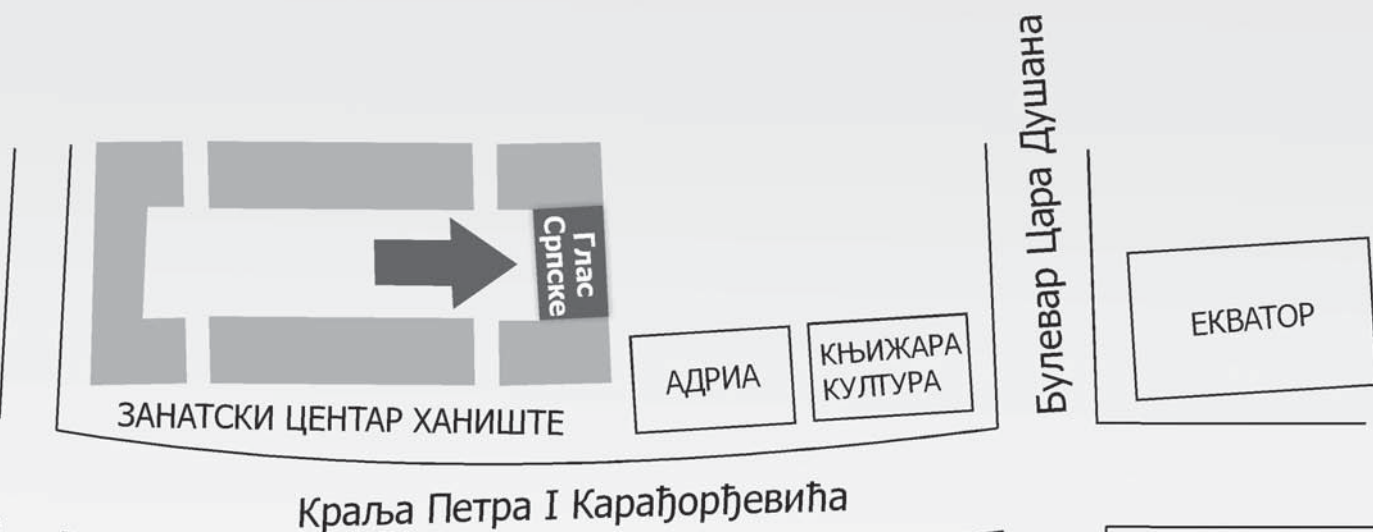 Булевар Цара Душана
Глас
Српске
ЕКВАТОР
КЊИЖАРА
КУЛТУРА
АДРИА
ЗАНАТСКИ ЦЕНТАР ХАНИШТЕ
Краља Петра I Карађорђевића